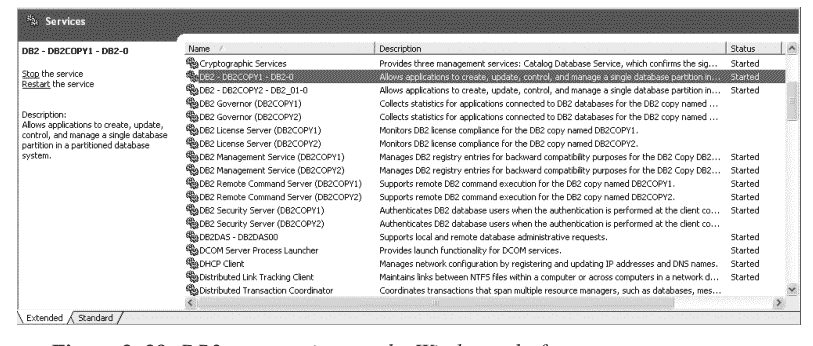 Services
DB2 - DB2COPY1 - DB2-0
Stop the service
Restart the service
Description:
Allows applications to create, update,
control, and manage a single database
partition in a partitioned database
system.
Name Description Status
Cryptographic Services Provides three management services: Catalog Database Service, which confirms the sig... Started
DB2 - DB2COPY1 - DB2-0 Allows applications to create, update, control, and manage a single database partition in... Started
DB2 - DB2COPY2 - DB2_01-0 Allows applications to create, update, control, and manage a single database partition in... Started
DB2 Governor (DB2COPY1) Collects statistics for applications connected to DB2 databases for the DB2 copy named ...
DB2 Governor (DB2COPY2) Collects statistics for applications connected to DB2 databases for the DB2 copy named ...
DB2 License Server (DB2COPY1) Monitors DB2 license compliance for the DB2 copy named DB2COPY1.
DB2 License Server (DB2COPY2) Monitors DB2 license compliance for the DB2 copy named DB2COPY2.
DB2 Management Service (DB2COPY1) Manages DB2 registry entries for backward compatibility purposes for the DB2 Copy DB2... Started
DB2 Management Service (DB2COPY2) Manages DB2 registry entries for backward compatibility purposes for the DB2 Copy DB2... Started
DB2 Remote Command Server (DB2COPY1) Supports remote DB2 command execution for the DB2 copy named DB2COPY1. Started
DB2 Remote Command Server (DB2COPY2) Supports remote DB2 command execution for the DB2 copy named DB2COPY2. Started
DB2 Security Server (DB2COPY1) Authenticates DB2 database users when the authentication is performed at the client co... Started
DB2 Security Server (DB2COPY2) Authenticates DB2 database users when the authentication is performed at the client co...
DB2DAS - DB2DAS00 Supports local and remote database administrative requests. Started
DCOM Server Process Launcher Provides launch functionality for DCOM services. Started
DHCP Client Manages network configuration by registering and updating IP addresses and DNS names. Started
Distributed Link Tracking Client Maintains links between NTFS files within a computer or across computers in a network d... Started
Distributed Transaction Coordinator Coordinates transactions that span multiple resource managers, such as databases, mes...
Extended Standard